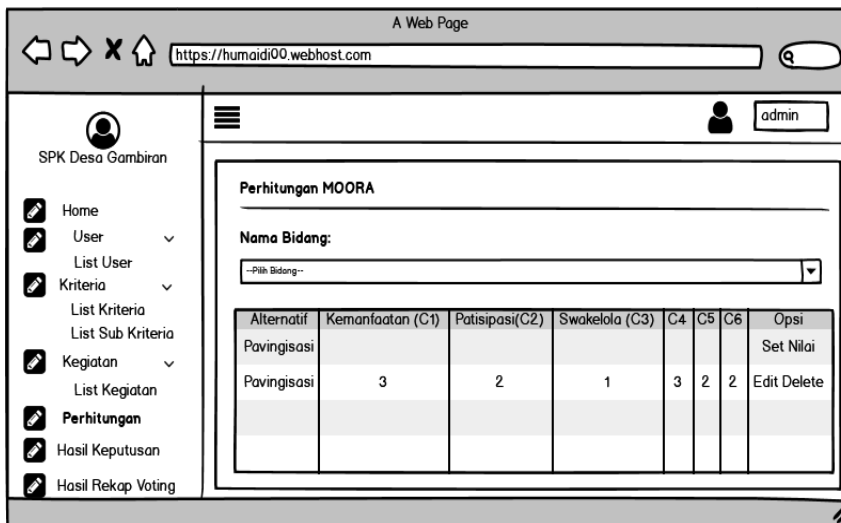 A Web Page
https://humaidi00.webhost.com
admin
SPK Desa Gambiran
Home
User
List User
Kriteria
List Kriteria
List Sub Kriteria
Kegiatan
List Kegiatan
Perhitungan
Hasil Keputusan
Hasil Rekap Voting
Perhitungan MOORA
Nama Bidang:
--Pilih Bidang--
Alternatif Kemanfaatan (C1) Patisipasi(C2) Swakelola (C3) C4 C5 C6 Opsi
Pavingisasi Set Nilai
Pavingisasi 3 2 1 3 2 2 Edit Delete